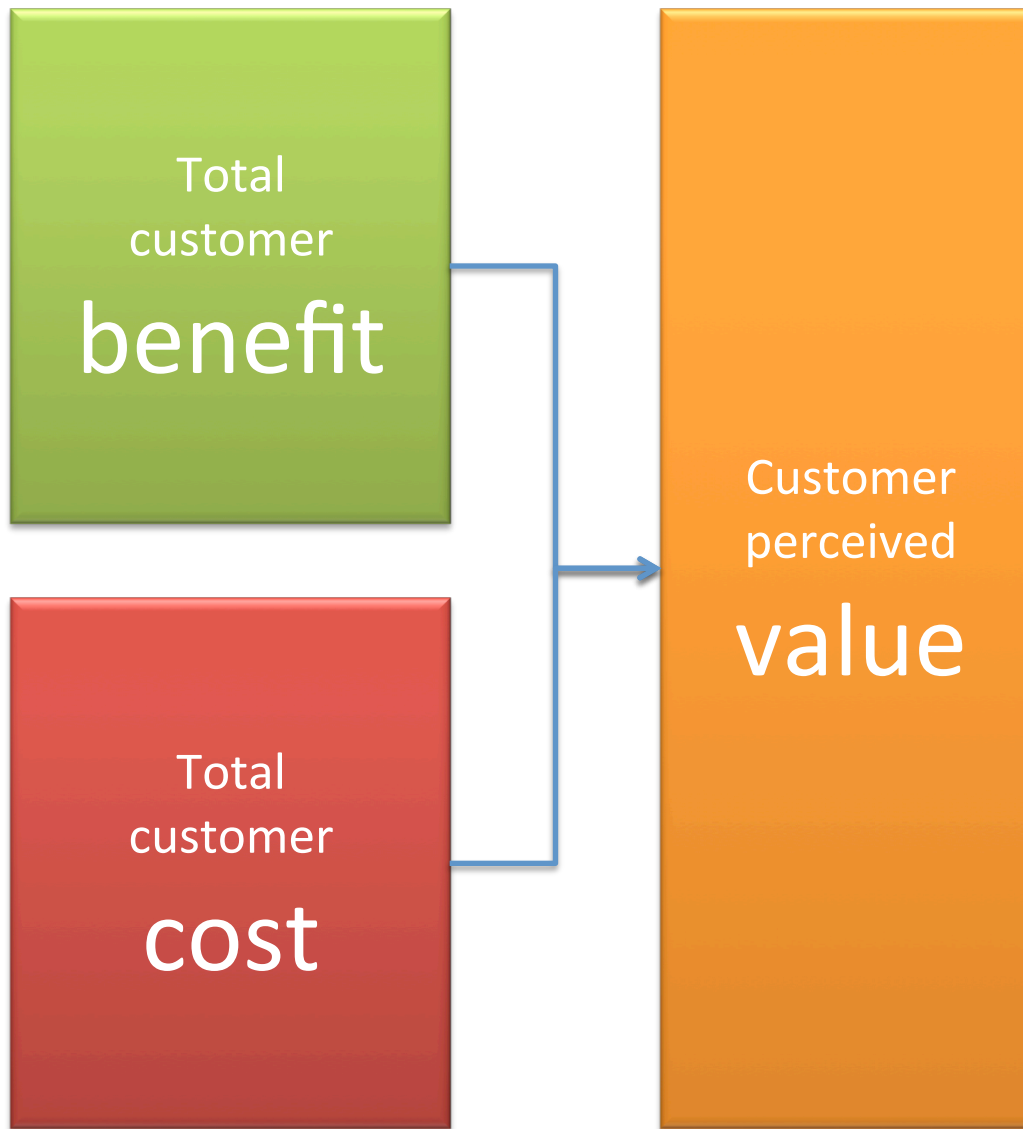 Total
customer
benefit
Total
customer
cost
Customer
perceived
value